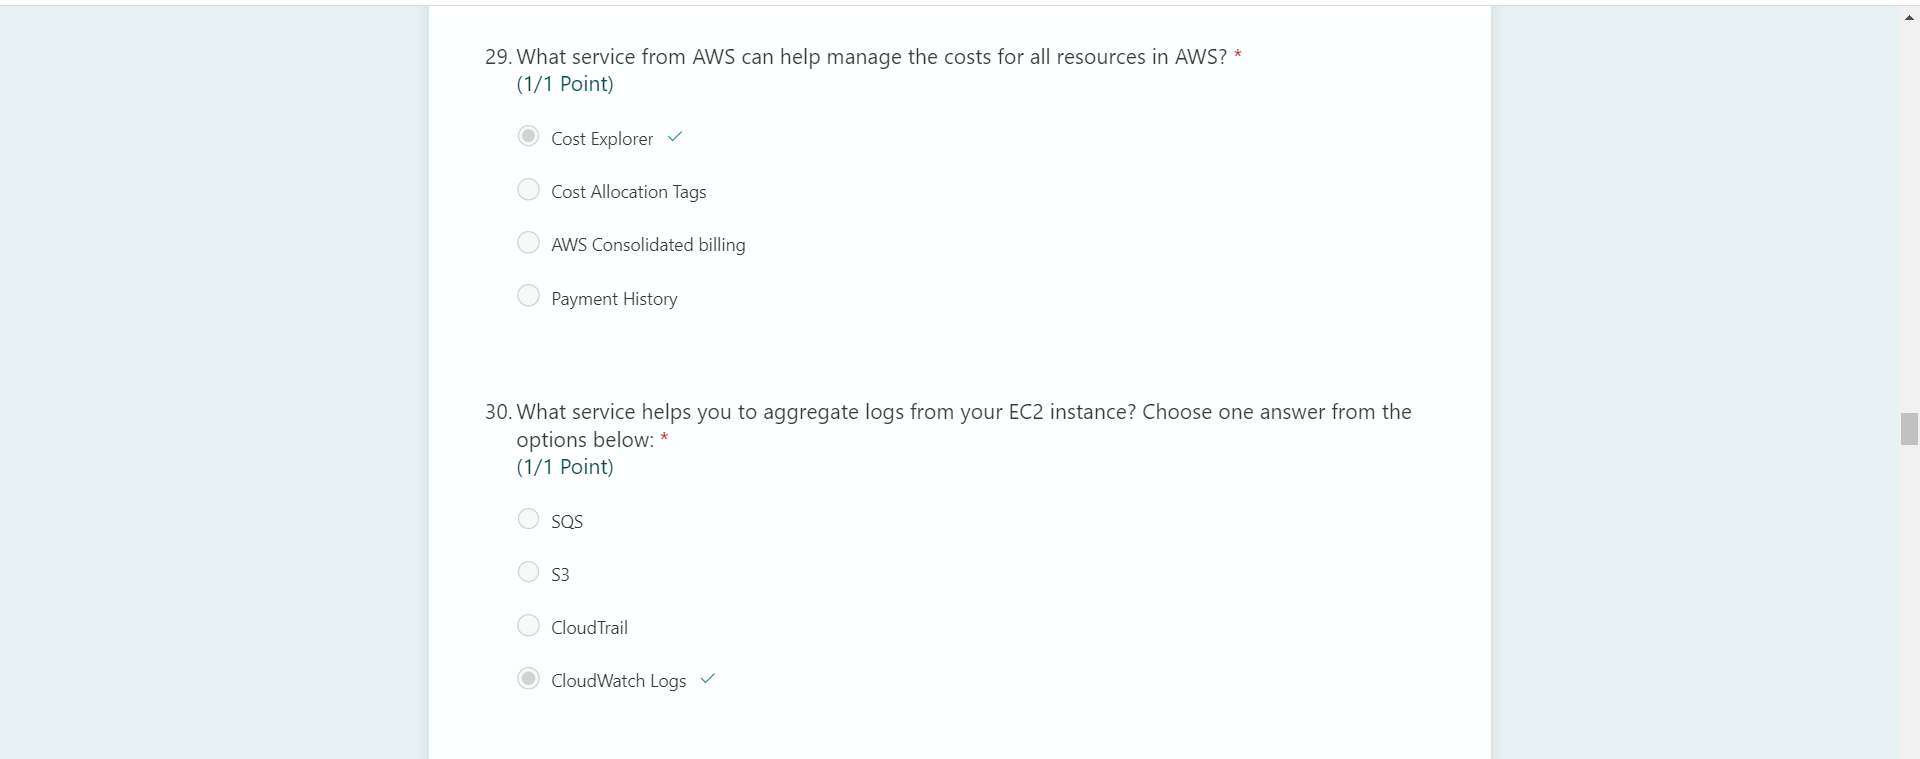 29. What service from AWS can help manage the costs for all resources in AWS? *
(1/1 Point)
Cost Explorer
Cost Allocation Tags
AWS Consolidated billing
Payment History
30. What service helps you to aggregate logs from your EC2 instance? Choose one answer from the
options below: *
(1/1 Point)
SQS
S3
CloudTrail
CloudWatch Logs